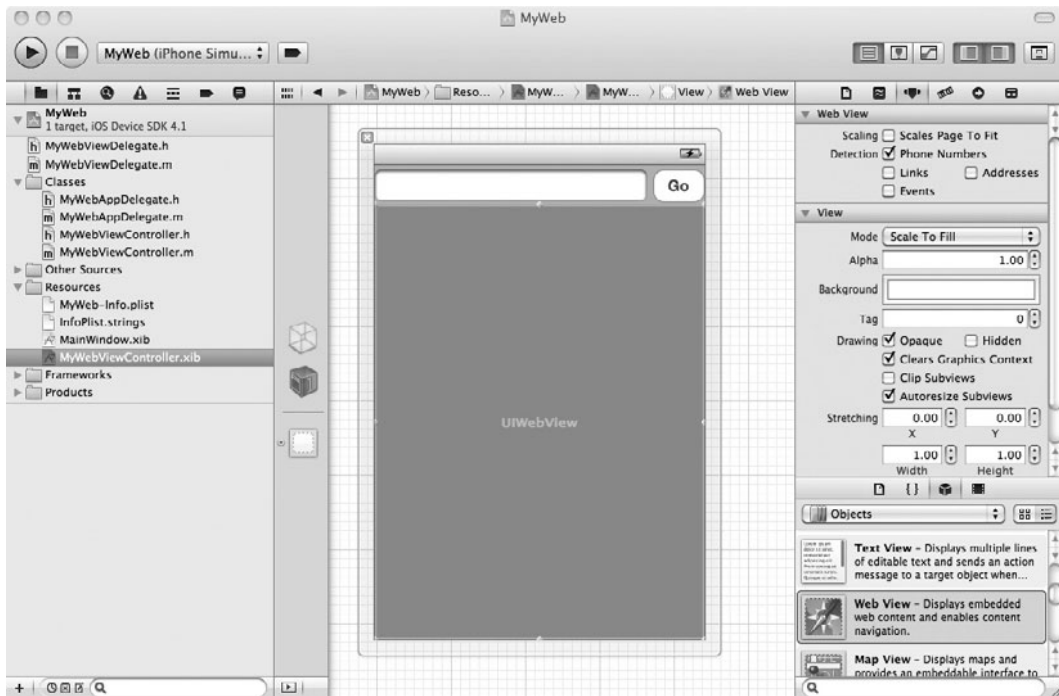 MyWeb
MyWeb (iPhone Simu...
MyWeb
Reso...
MyW...
MyW...
View
Web View
MyWeb
1 target, iOS Device SDK 4.1
MyWebViewDelegate.h
MyWebViewDelegate.m
Classes
MyWebAppDelegate.h
MyWebAppDelegate.m
MyWebViewController.h
MyWebViewController.m
Other Sources
Resources
MyWeb-Info.plist
InfoPlist.strings
MainWindow.xib
MyWebViewController.xib
Frameworks
Products
Go
UIWebView
Web View
Scaling Scales Page To Fit
Detection Phone Numbers
Links Addresses
Events
View
Mode Scale To Fill
Alpha 1.00
Background
Tag 0
Drawing Opaque Hidden
Clears Graphics Context
Clip Subviews
Autoresize Subviews
Stretching 0.00 0.00
X Y
1.00 1.00
Width Height
{}
Objects
Text View - Displays multiple lines
of editable text and sends an action
message to a target object when...
Web View - Displays embedded
web content and enables content
navigation.
Map View - Displays maps and
provides an embeddable interface to